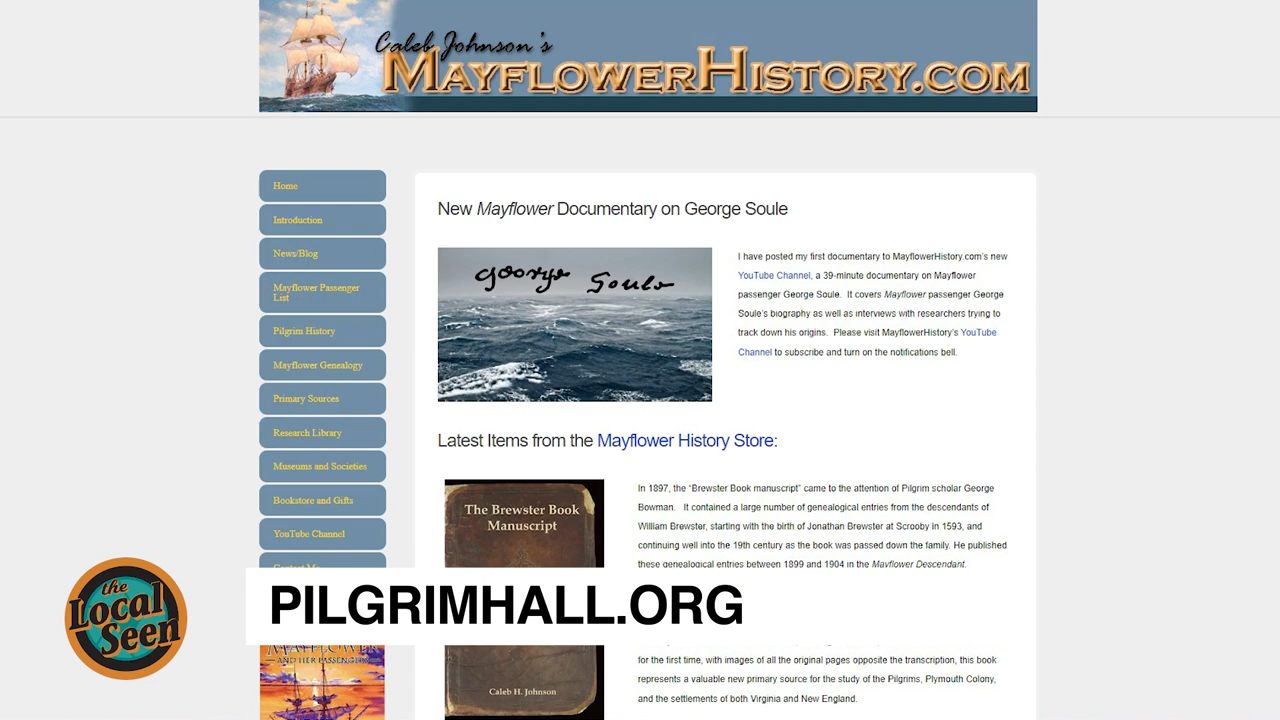 Caleb Johnson's
MAYFLOWERHISTORY.COM
Home
Introduction
News/Blog
Mayflower Passenger
List
Pilgrim History
Mayflower Genealogy
Primary Sources
Research Library
Museums and Societies
Bookstore and Gifts
YouTube Channel
Contact Me
New Mayflower Documentary on George Soule
george Soule
I have posted my first documentary to MayflowerHistory.com's new
YouTube Channel, a 39-minute documentary on Mayflower
passenger George Soule. It covers Mayflower passenger George
Soule's biography as well as interviews with researchers trying to
track down his origins. Please visit MayflowerHistory's YouTube
Channel to subscribe and turn on the notifications bell.
Latest Items from the Mayflower History Store:
The Brewster Book
Manuscript
In 1897, the "Brewster Book manuscript" came to the attention of Pilgrim scholar George
Bowman. It contained a large number of genealogical entries from the descendants of
William Brewster, starting with the birth of Jonathan Brewster at Scrooby in 1593, and
continuing well into the 19th century as the book was passed down the family. He published
these genealogical entries between 1899 and 1904 in the Mayflower Descendant.
the
Local
Seen
PILGRIMHALL.ORG
MAYFLOWER
AND HER PASSENGERS
Caleb H. Johnson
for the first time, with images of all the original pages opposite the transcription, this book
represents a valuable new primary source for the study of the Pilgrims, Plymouth Colony,
and the settlements of both Virginia and New England.